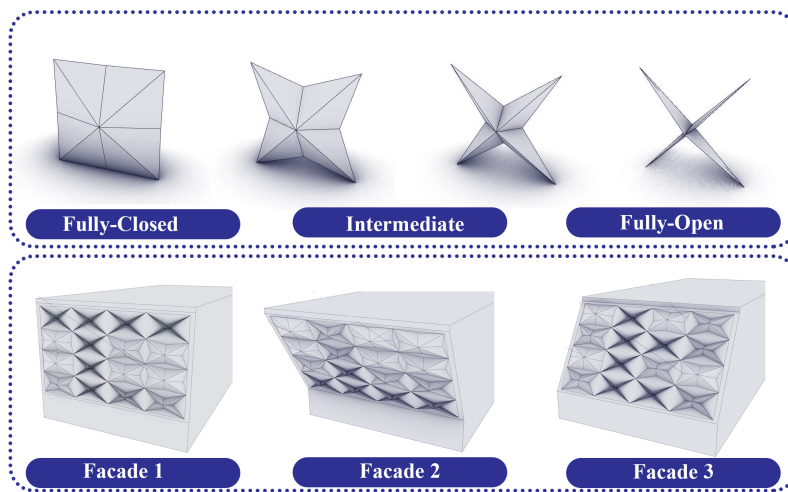 Fully-Closed
Intermediate
Fully-Open
Facade 1
Facade 2
Facade 3